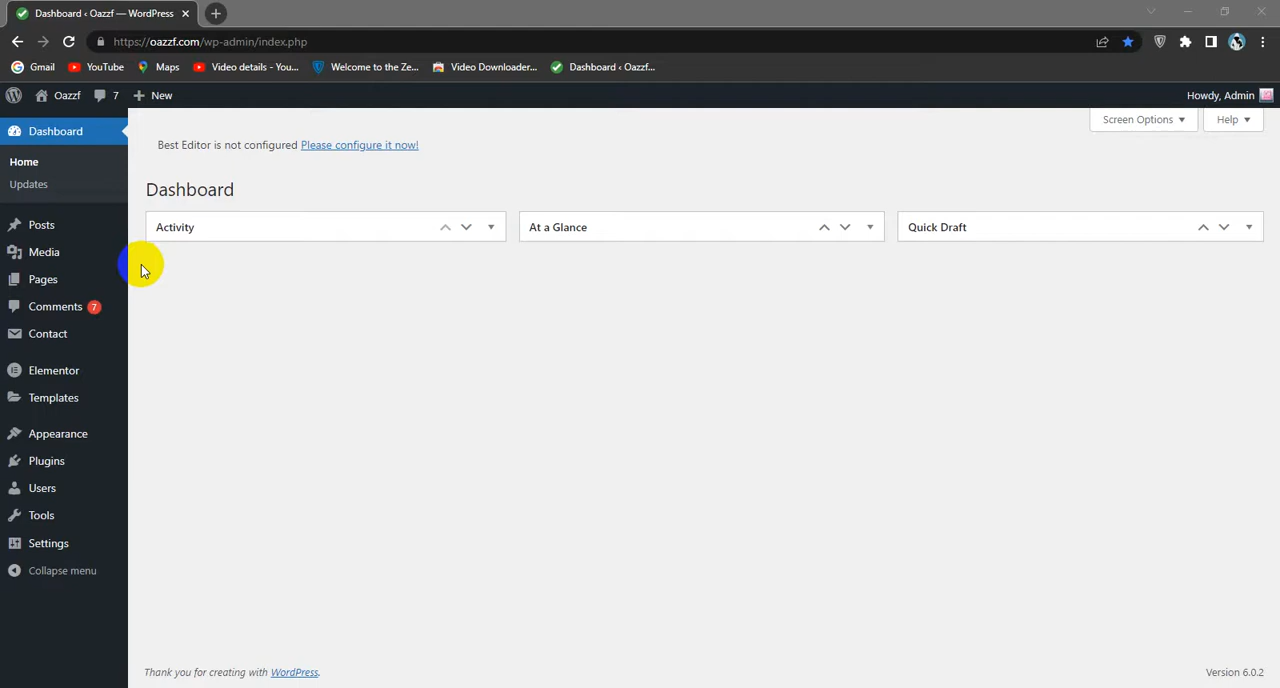 Dashboard ‹ Oazzf — WordPress
https://oazzf.com/wp-admin/index.php
Gmail YouTube Maps Video details - You... Welcome to the Ze... Video Downloader... Dashboard ‹ Oazzf...
Oazzf 7 New Howdy, Admin
Screen Options Help
Dashboard
Home
Updates
Posts
Media
Pages
Comments 7
Contact
Elementor
Templates
Appearance
Plugins
Users
Tools
Settings
Collapse menu
Best Editor is not configured Please configure it now!
Dashboard
Activity At a Glance Quick Draft
Thank you for creating with WordPress. Version 6.0.2